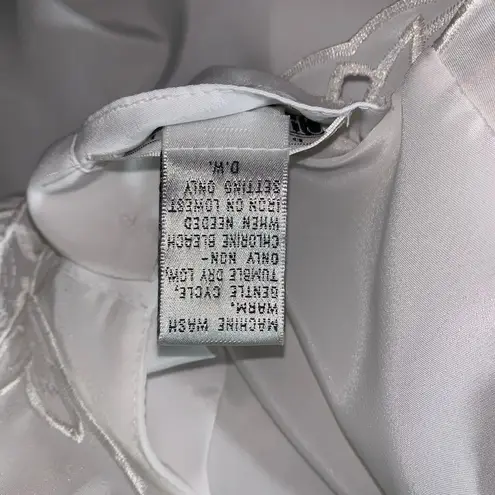 MACHINE WASH
WARM,
GENTLE CYCLE,
TUMBLE DRY LOW,
ONLY NON-
CHLORINE BLEACH
WHEN NEEDED
IRON ON LOWEST
SETTING ONLY
D.W.